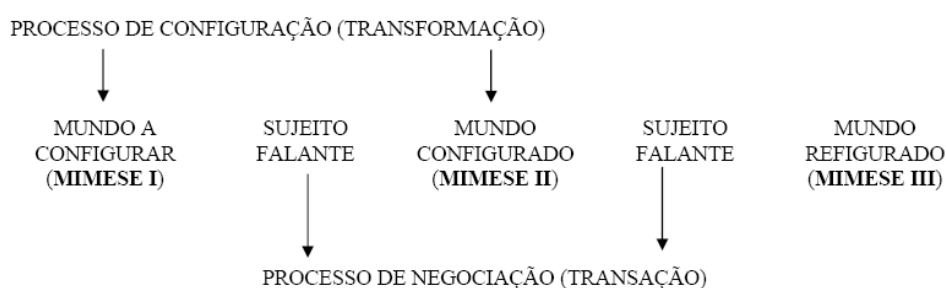 PROCESSO DE CONFIGURAÇÃO (TRANSFORMAÇÃO)
MUNDO A CONFIGURAR (MIMESE I)
SUJEITO FALANTE
MUNDO CONFIGURADO (MIMESE II)
SUJEITO FALANTE
MUNDO REFIGURADO (MIMESE III)
PROCESSO DE NEGOCIAÇÃO (TRANSAÇÃO)